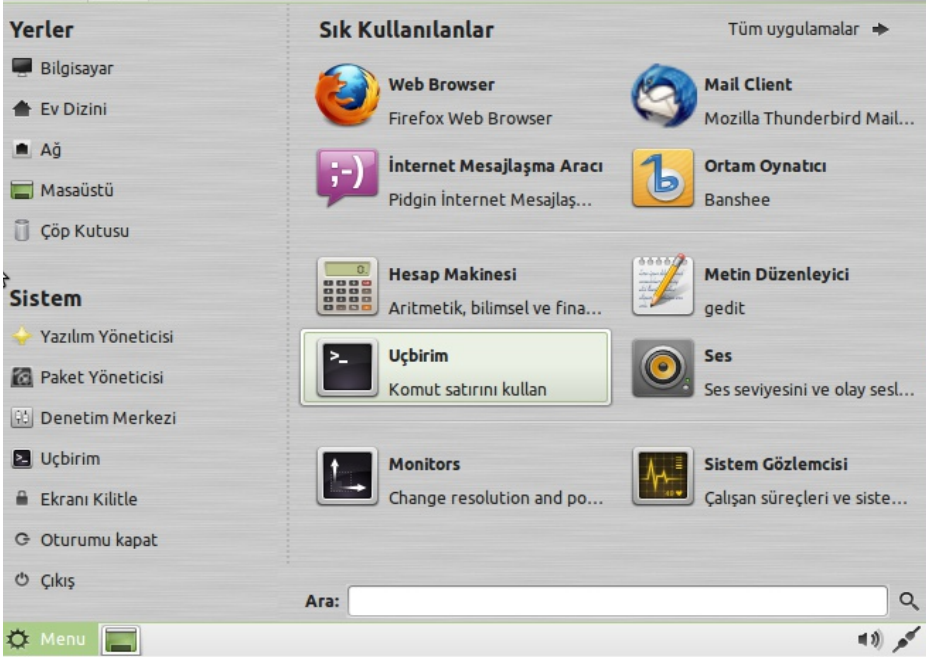 Yerler
Bilgisayar
Ev Dizini
Ağ
Masaüstü
Çöp Kutusu
Sistem
Yazılım Yöneticisi
Paket Yöneticisi
Denetim Merkezi
Uçbirim
Ekranı Kilitle
Oturumu kapat
Çıkış
Sık Kullanılanlar
Tüm uygulamalar
Web Browser
Firefox Web Browser
Mail Client
Mozilla Thunderbird Mail...
İnternet Mesajlaşma Aracı
Pidgin İnternet Mesajlaş...
Ortam Oynatıcı
Banshee
Hesap Makinesi
Aritmetik, bilimsel ve fina...
Metin Düzenleyici
gedit
Uçbirim
Komut satırını kullan
Ses
Ses seviyesini ve olay sesl...
Monitors
Change resolution and po...
Sistem Gözlemcisi
Çalışan süreçleri ve siste...
Ara:
Menu